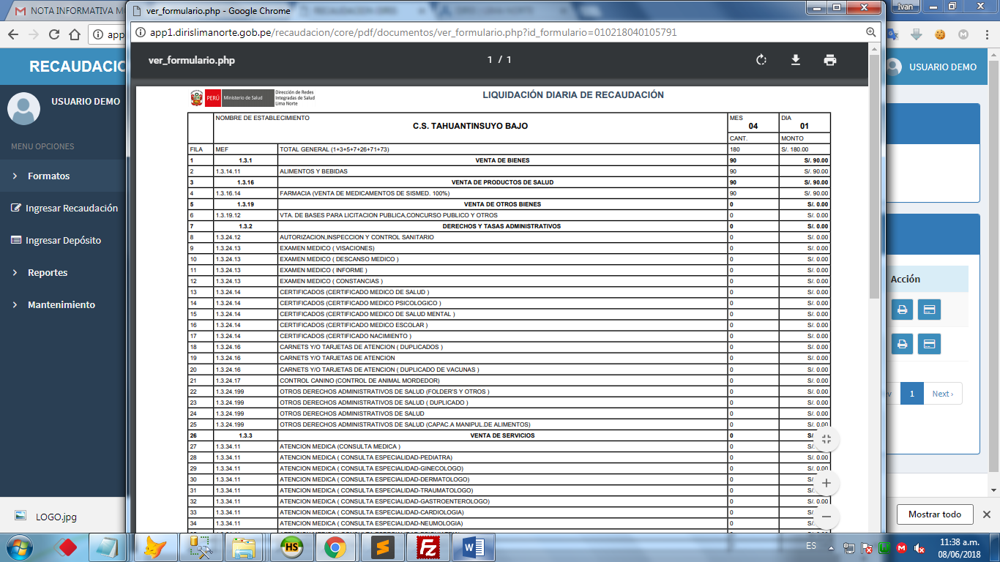 NOTA INFORMATIVA M
Ivan
ver_formulario.php - Google Chrome
app
app1.dirislimanorte.gob.pe/recaudacion/core/pdf/documentos/ver_formulario.php?id_formulario=010218040105791
ver_formulario.php
1 / 1
RECAUDACIO
USUARIO DEMO
USUARIO DEMO
MENU OPCIONES
Formatos
Ingresar Recaudación
Ingresar Depósito
Reportes
Mantenimiento
PERÚ
Ministerio de Salud
Dirección de Redes
Integradas de Salud
Lima Norte
LIQUIDACIÓN DIARIA DE RECAUDACIÓN
NOMBRE DE ESTABLECIMIENTO MES DIA
C.S. TAHUANTINSUYO BAJO 04 01
CANT. MONTO
FILA MEF TOTAL GENERAL (1+3+5+7+26+71+73) 180 S/. 180.00
1 1.3.1 VENTA DE BIENES 90 S/. 90.00
2 1.3.14.11 ALIMENTOS Y BEBIDAS 90 S/. 90.00
3 1.3.16 VENTA DE PRODUCTOS DE SALUD 90 S/. 90.00
4 1.3.16.14 FARMACIA (VENTA DE MEDICAMENTOS DE SISMED. 100%) 90 S/. 90.00
5 1.3.19 VENTA DE OTROS BIENES 0 S/. 0.00
6 1.3.19.12 VTA. DE BASES PARA LICITACION PUBLICA,CONCURSO PUBLICO Y OTROS 0 S/. 0.00
7 1.3.2 DERECHOS Y TASAS ADMINISTRATIVOS 0 S/. 0.00
8 1.3.24.12 AUTORIZACION,INSPECCION Y CONTROL SANITARIO 0 S/. 0.00
9 1.3.24.13 EXAMEN MEDICO ( VISACIONES) 0 S/. 0.00
10 1.3.24.13 EXAMEN MEDICO ( DESCANSO MEDICO ) 0 S/. 0.00
11 1.3.24.13 EXAMEN MEDICO ( INFORME ) 0 S/. 0.00
12 1.3.24.13 EXAMEN MEDICO ( CONSTANCIAS ) 0 S/. 0.00
13 1.3.24.14 CERTIFICADOS (CERTIFICADO MEDICO DE SALUD ) 0 S/. 0.00
14 1.3.24.14 CERTIFICADOS (CERTIFICADO MEDICO PSICOLOGICO ) 0 S/. 0.00
15 1.3.24.14 CERTIFICADOS (CERTIFICADO MEDICO DE SALUD MENTAL ) 0 S/. 0.00
16 1.3.24.14 CERTIFICADOS (CERTIFICADO MEDICO ESCOLAR ) 0 S/. 0.00
17 1.3.24.14 CERTIFICADOS (CERTIFICADO NACIMIENTO ) 0 S/. 0.00
18 1.3.24.16 CARNETS Y/O TARJETAS DE ATENCION ( DUPLICADOS ) 0 S/. 0.00
19 1.3.24.16 CARNETS Y/O TARJETAS DE ATENCION 0 S/. 0.00
20 1.3.24.16 CARNETS Y/O TARJETAS DE ATENCION ( DUPLICADO DE VACUNAS ) 0 S/. 0.00
21 1.3.24.17 CONTROL CANINO (CONTROL DE ANIMAL MORDEDOR) 0 S/. 0.00
22 1.3.24.199 OTROS DERECHOS ADMINISTRATIVOS DE SALUD (FOLDER'S Y OTROS ) 0 S/. 0.00
23 1.3.24.199 OTROS DERECHOS ADMINISTRATIVOS DE SALUD ( DUPLICADO ) 0 S/. 0.00
24 1.3.24.199 OTROS DERECHOS ADMINISTRATIVOS DE SALUD 0 S/. 0.00
25 1.3.24.199 OTROS DERECHOS ADMINISTRATIVOS DE SALUD (CAPAC.A MANIPUL.DE ALIMENTOS) 0 S/. 0.00
26 1.3.3 VENTA DE SERVICIOS 0 S/
27 1.3.34.11 ATENCION MEDICA (CONSULTA MEDICA ) 0 S/
28 1.3.34.11 ATENCION MEDICA ( CONSULTA ESPECIALIDAD-PEDIATRA) 0 S/. 0.00
29 1.3.34.11 ATENCION MEDICA ( CONSULTA ESPECIALIDAD-GINECOLOGO) 0 S/. 0.00
30 1.3.34.11 ATENCION MEDICA ( CONSULTA ESPECIALIDAD-DERMATOLOGO) 0 S/
31 1.3.34.11 ATENCION MEDICA ( CONSULTA ESPECIALIDAD-TRAUMATOLOGO) 0 S/
32 1.3.34.11 ATENCION MEDICA ( CONSULTA ESPECIALIDAD-GASTROENTEROLOGO) 0 S/. 0.00
33 1.3.34.11 ATENCION MEDICA ( CONSULTA ESPECIALIDAD-CARDIOLOGIA) 0 S/
34 1.3.34.11 ATENCION MEDICA ( CONSULTA ESPECIALIDAD-NEUMOLOGIA) 0 S/
Acción
1
Next ›
LOGO.jpg
Mostrar todo
HS
ES
11:38 a.m.
08/06/2018